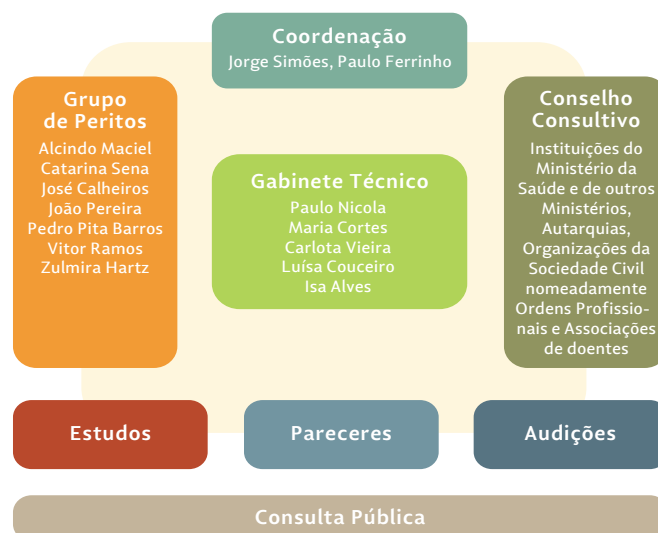 Coordenação
Jorge Simões, Paulo Ferrinho
Grupo
de Peritos
Alcindo Maciel
Catarina Sena
José Calheiros
João Pereira
Pedro Pita Barros
Vitor Ramos
Zulmira Hartz
Gabinete Técnico
Paulo Nicola
Maria Cortes
Carlota Vieira
Luísa Couceiro
Isa Alves
Conselho
Consultivo
Instituições do
Ministério da
Saúde e de outros
Ministérios,
Autarquias,
Organizações da
Sociedade Civil
nomeadamente
Ordens Profissio-
nais e Associações
de doentes
Estudos
Pareceres
Audições
Consulta Pública